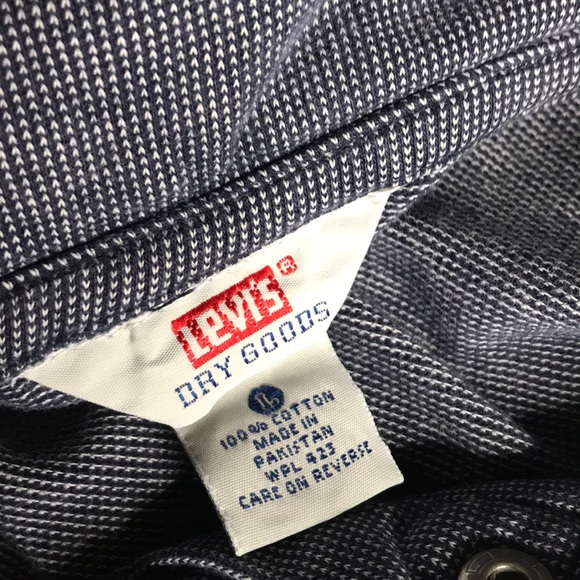 Levi's®
DRY GOODS
L
100% COTTON
MADE IN
PAKISTAN
WPL 423
CARE ON REVERSE